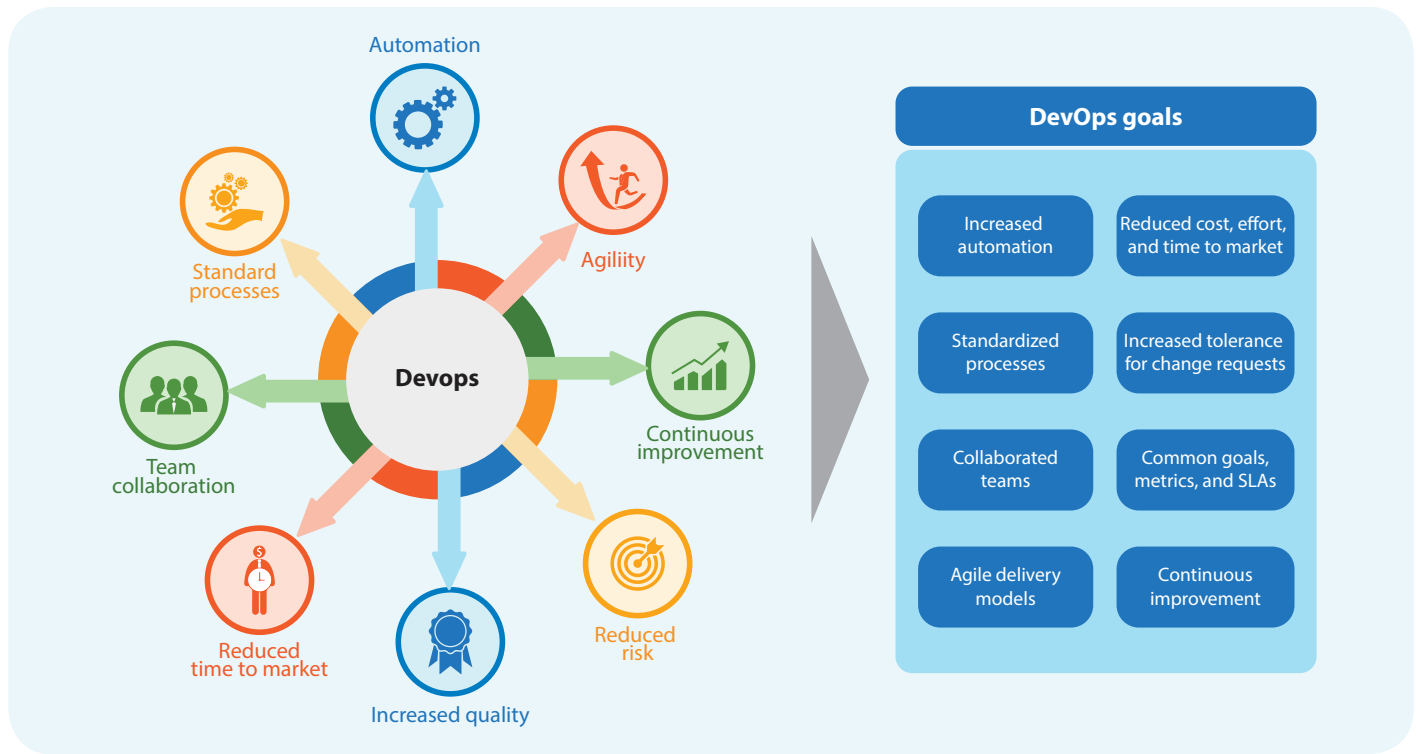 Automation
Agiliity
Standard
processes
Continuous
improvement
Devops
Team
collaboration
Reduced
risk
Reduced
time to market
Increased quality
$
DevOps goals
Increased
automation
Reduced cost, effort,
and time to market
Standardized
processes
Increased tolerance
for change requests
Collaborated
teams
Common goals,
metrics, and SLAs
Agile delivery
models
Continuous
improvement